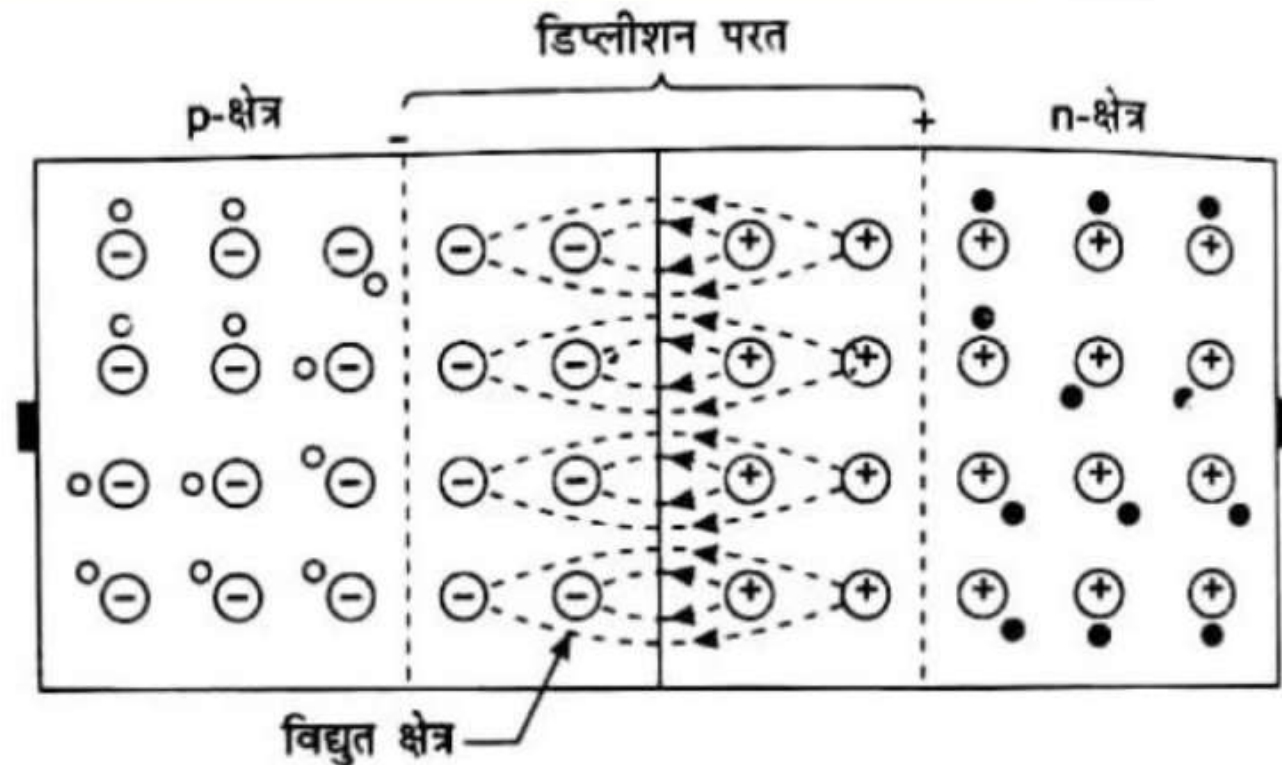 डिप्लीशन परत
p-क्षेत्र
n-क्षेत्र
- +
विद्युत क्षेत्र